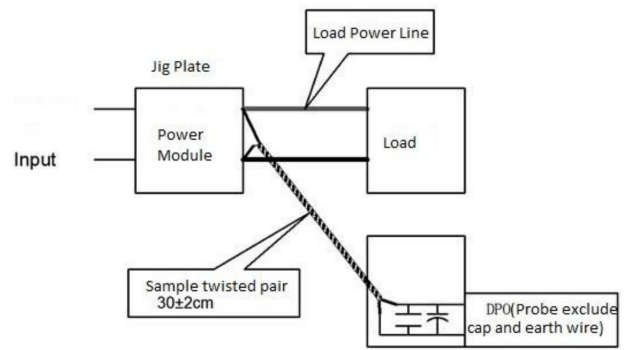 Load Power Line
Jig Plate
Power
Module
Load
Input
Sample twisted pair
30±2cm
DPO(Probe exclude
cap and earth wire)